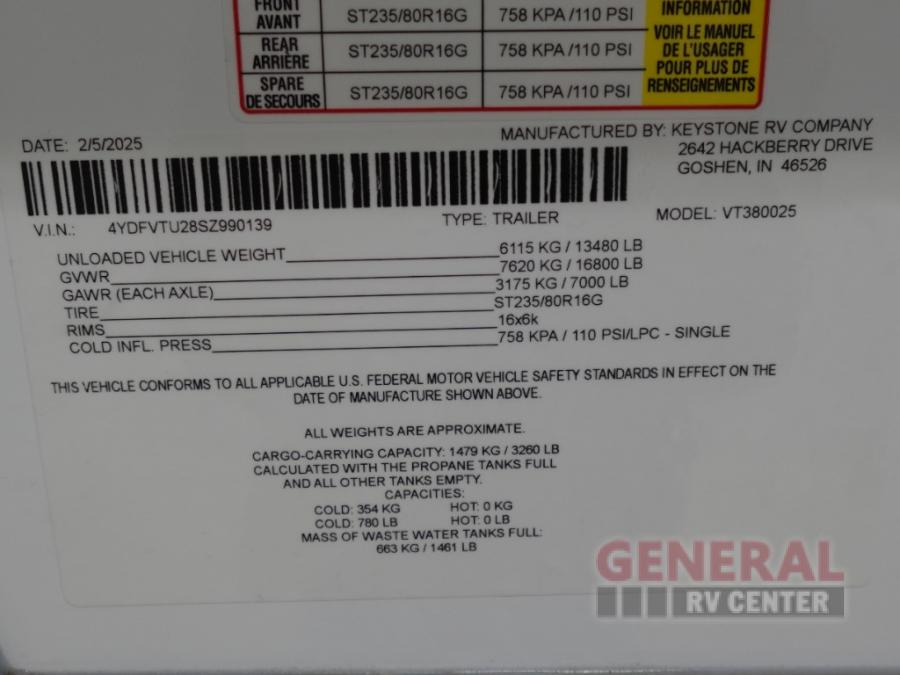 FRONT ST235/80R16G 758 KPA /110 PSI INFORMATION
AVANT
VOIR LE MANUEL
REAR ST235/80R16G 758 KPA /110 PSI DE L'USAGER
ARRIÈRE
POUR PLUS DE
SPARE ST235/80R16G 758 KPA /110 PSI RENSEIGNEMENTS
DE SECOURS
DATE: 2/5/2025
MANUFACTURED BY: KEYSTONE RV COMPANY
2642 HACKBERRY DRIVE
GOSHEN, IN 46526
V.I.N.: 4YDFVTU28SZ990139 TYPE: TRAILER MODEL: VT380025
UNLOADED VEHICLE WEIGHT 6115 KG / 13480 LB
GVWR 7620 KG / 16800 LB
GAWR (EACH AXLE) 3175 KG / 7000 LB
TIRE ST235/80R16G
RIMS 16x6k
COLD INFL. PRESS 758 KPA / 110 PSI/LPC - SINGLE
THIS VEHICLE CONFORMS TO ALL APPLICABLE U.S. FEDERAL MOTOR VEHICLE SAFETY STANDARDS IN EFFECT ON THE
DATE OF MANUFACTURE SHOWN ABOVE.
ALL WEIGHTS ARE APPROXIMATE.
CARGO-CARRYING CAPACITY: 1479 KG / 3260 LB
CALCULATED WITH THE PROPANE TANKS FULL
AND ALL OTHER TANKS EMPTY.
CAPACITIES:
COLD: 354 KG HOT: 0 KG
COLD: 780 LB HOT: 0 LB
MASS OF WASTE WATER TANKS FULL:
663 KG / 1461 LB
GENERAL
RV CENTER